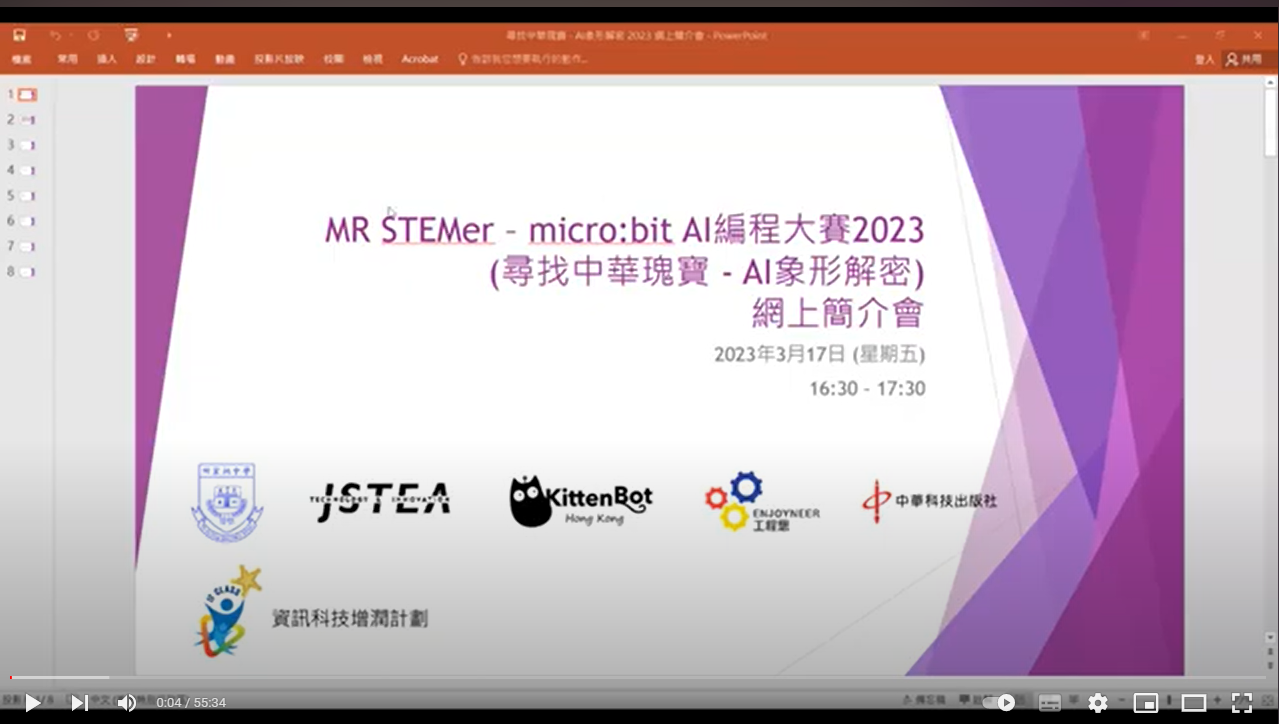 尋找中華瑰寶 - AI象形解密 2023 網上簡介會 - PowerPoint
檔案 常用 插入 設計 轉場 動畫 投影片放映 校閱 檢視 Acrobat 告訴我您想要執行的動作... 登入 共用
1
2
3
4
5
6
7
8
MR STEMer - micro:bit AI編程大賽2023
(尋找中華瑰寶 - AI象形解密)
網上簡介會
2023年3月17日 (星期五)
16:30 - 17:30
JSTEA
TECHNOLOGY & INNOVATION
KittenBot
Hong Kong
ENJOYNEER
工程墾
中華科技出版社
IT CLASS
資訊科技增潤計劃
0:04 / 55:34